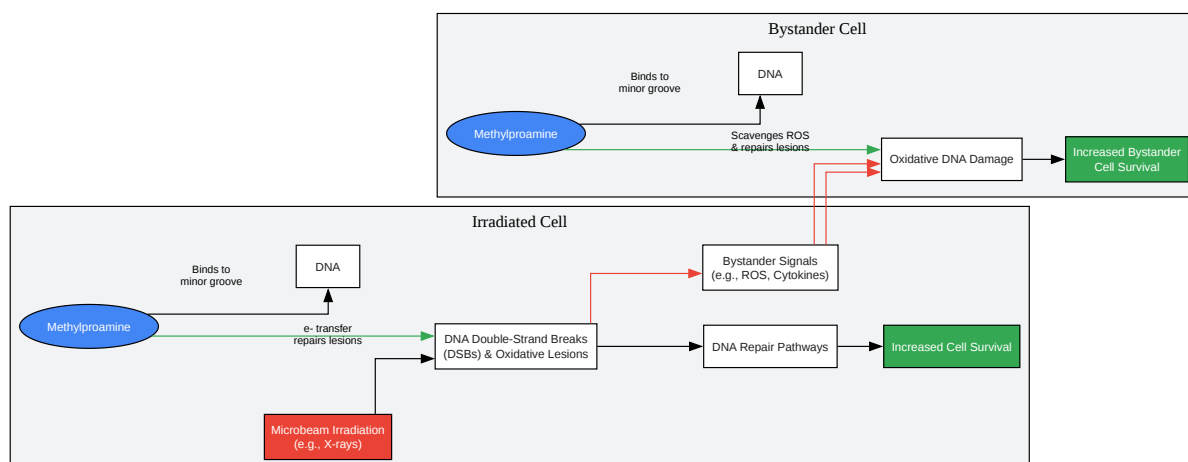 Bystander Cell
Binds to
minor groove
DNA
Methylproamine
Scavenges ROS
& repairs lesions
Oxidative DNA Damage
Increased Bystander
Cell Survival
Irradiated Cell
Binds to
minor groove
DNA
Bystander Signals
(e.g., ROS, Cytokines)
Methylproamine
e- transfer
repairs lesions
DNA Double-Strand Breaks
(DSBs) & Oxidative Lesions
DNA Repair Pathways
Increased Cell Survival
Microbeam Irradiation
(e.g., X-rays)